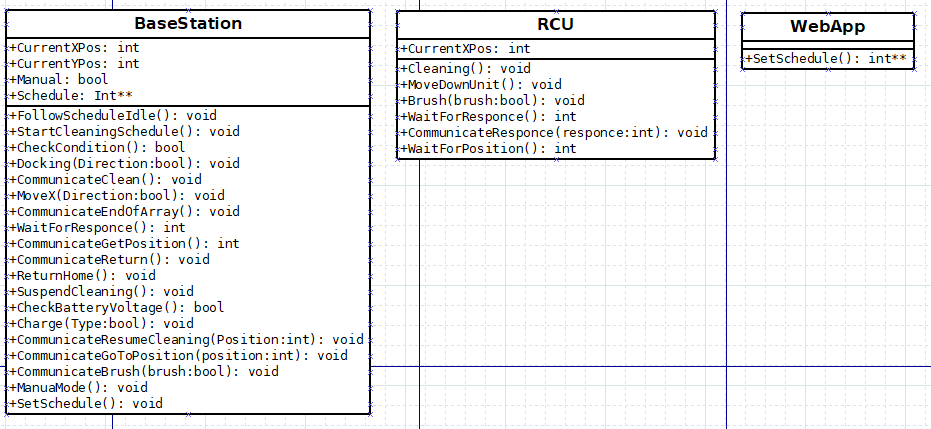 BaseStation
+CurrentXPos: int
+CurrentYPos: int
+Manual: bool
+Schedule: Int**
+FollowScheduleIdle(): void
+StartCleaningSchedule(): void
+CheckCondition(): bool
+Docking(Direction:bool): void
+CommunicateClean(): void
+MoveX(Direction:bool): void
+CommunicateEndOfArray(): void
+WaitForResponce(): int
+CommunicateGetPosition(): int
+CommunicateReturn(): void
+ReturnHome(): void
+SuspendCleaning(): void
+CheckBatteryVoltage(): bool
+Charge(Type:bool): void
+CommunicateResumeCleaning(Position:int): void
+CommunicateGoToPosition(position:int): void
+CommunicateBrush(brush:bool): void
+ManuaMode(): void
+SetSchedule(): void
RCU
+CurrentXPos: int
+Cleaning(): void
+MoveDownUnit(): void
+Brush(brush:bool): void
+WaitForResponce(): int
+CommunicateResponce(responce:int): void
+WaitForPosition(): int
WebApp
+SetSchedule(): int**